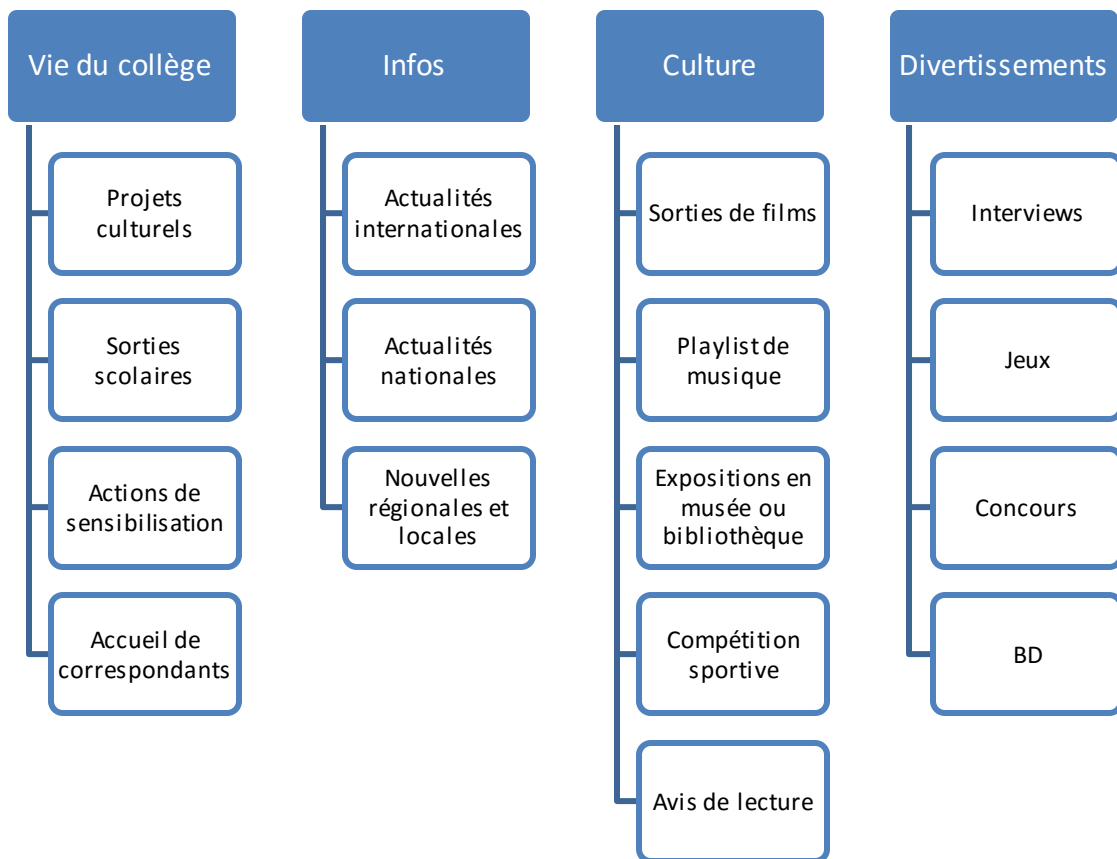 Vie du collège
Projets
culturels
Sorties
scolaires
Actions de
sensibilisation
Accueil de
correspondants
Infos
Actualités
internationales
Actualités
nationales
Nouvelles
régionales et
locales
Culture
Sorties de films
Playlist de
musique
Expositions en
musée ou
bibliothèque
Compétition
sportive
Avis de lecture
Divertissements
Interviews
Jeux
Concours
BD